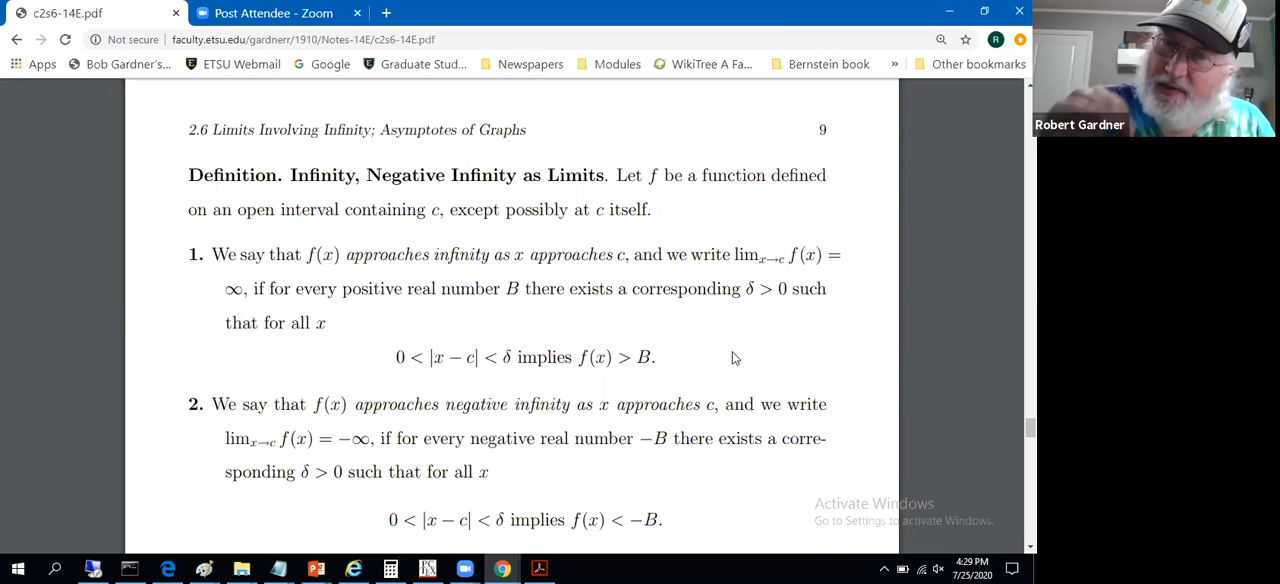 c2s6-14E.pdf
Post Attendee - Zoom
Not secure | faculty.etsu.edu/gardnerr/1910/Notes-14E/c2s6-14E.pdf
R
Apps Bob Gardner's... ETSU Webmail Google Graduate Stud... Newspapers Modules WikiTree A Fa... Bernstein book » Other bookmarks
Robert Gardner
2.6 Limits Involving Infinity; Asymptotes of Graphs 9
Definition. Infinity, Negative Infinity as Limits. Let f be a function defined
on an open interval containing c, except possibly at c itself.
1. We say that f(x) approaches infinity as x approaches c, and we write lim_{x→c} f(x) =
∞, if for every positive real number B there exists a corresponding δ > 0 such
that for all x
0 < |x − c| < δ implies f(x) > B.
2. We say that f(x) approaches negative infinity as x approaches c, and we write
lim_{x→c} f(x) = −∞, if for every negative real number −B there exists a corre-
sponding δ > 0 such that for all x
0 < |x − c| < δ implies f(x) < −B.
Activate Windows
Go to Settings to activate Windows.
4:29 PM
7/25/2020